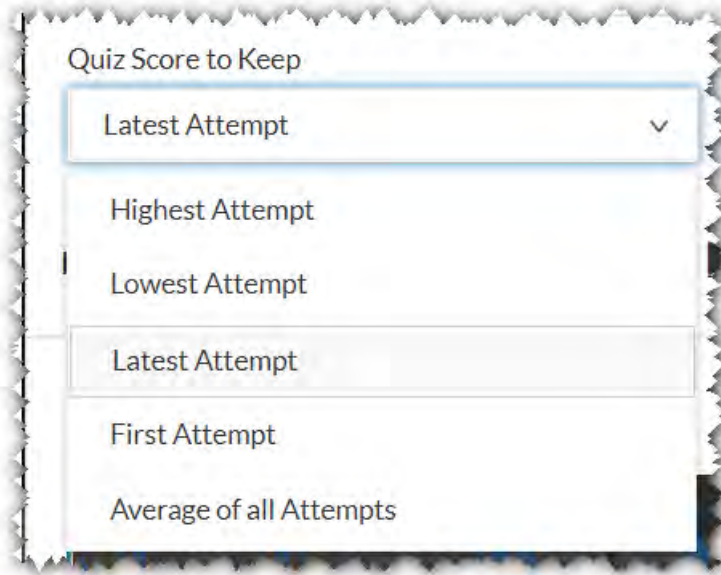 Quiz Score to Keep
Latest Attempt
Highest Attempt
Lowest Attempt
Latest Attempt
First Attempt
Average of all Attempts